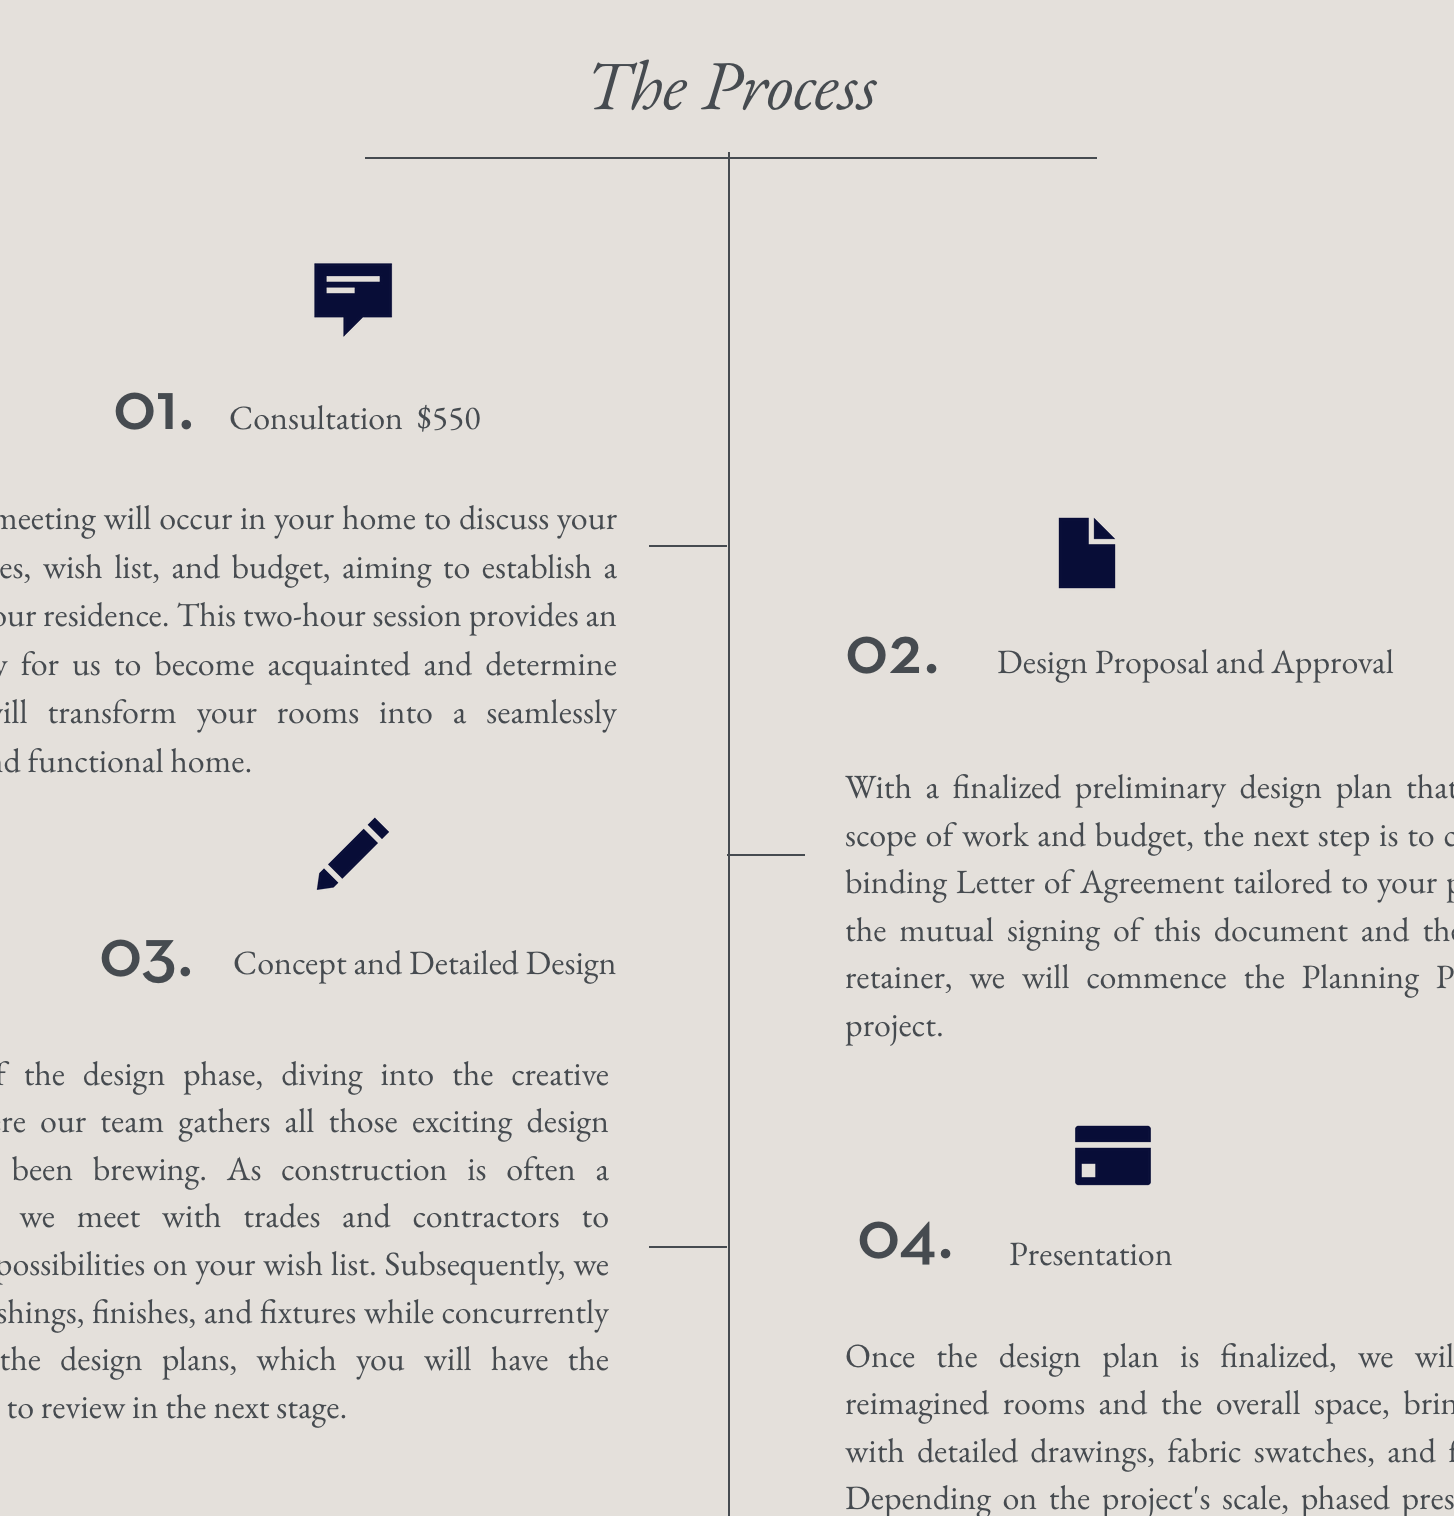 The Process
01. Consultation $550
meeting will occur in your home to discuss your
es, wish list, and budget, aiming to establish a
our residence. This two-hour session provides an
y for us to become acquainted and determine
ill transform your rooms into a seamlessly
nd functional home.
02. Design Proposal and Approval
With a finalized preliminary design plan that
scope of work and budget, the next step is to c
binding Letter of Agreement tailored to your p
the mutual signing of this document and the
retainer, we will commence the Planning P
project.
03. Concept and Detailed Design
f the design phase, diving into the creative
re our team gathers all those exciting design
been brewing. As construction is often a
we meet with trades and contractors to
possibilities on your wish list. Subsequently, we
shings, finishes, and fixtures while concurrently
the design plans, which you will have the
to review in the next stage.
04. Presentation
Once the design plan is finalized, we wil
reimagined rooms and the overall space, brin
with detailed drawings, fabric swatches, and f
Depending on the project's scale, phased pres